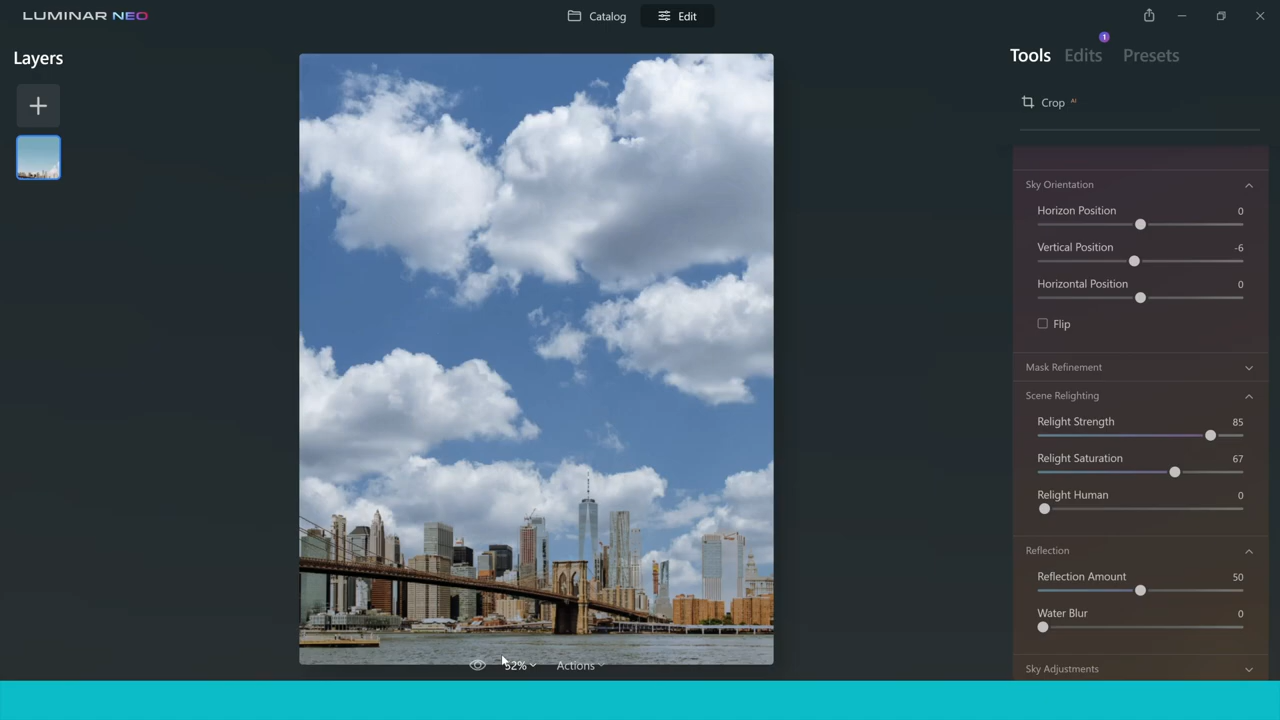 LUMINAR NEO
Catalog
Edit
Layers
1
Tools Edits Presets
Crop AI
Sky Orientation
Horizon Position 0
Vertical Position -6
Horizontal Position 0
Flip
Mask Refinement
Scene Relighting
Relight Strength 85
Relight Saturation 67
Relight Human 0
Reflection
Reflection Amount 50
Water Blur 0
52% Actions
Sky Adjustments